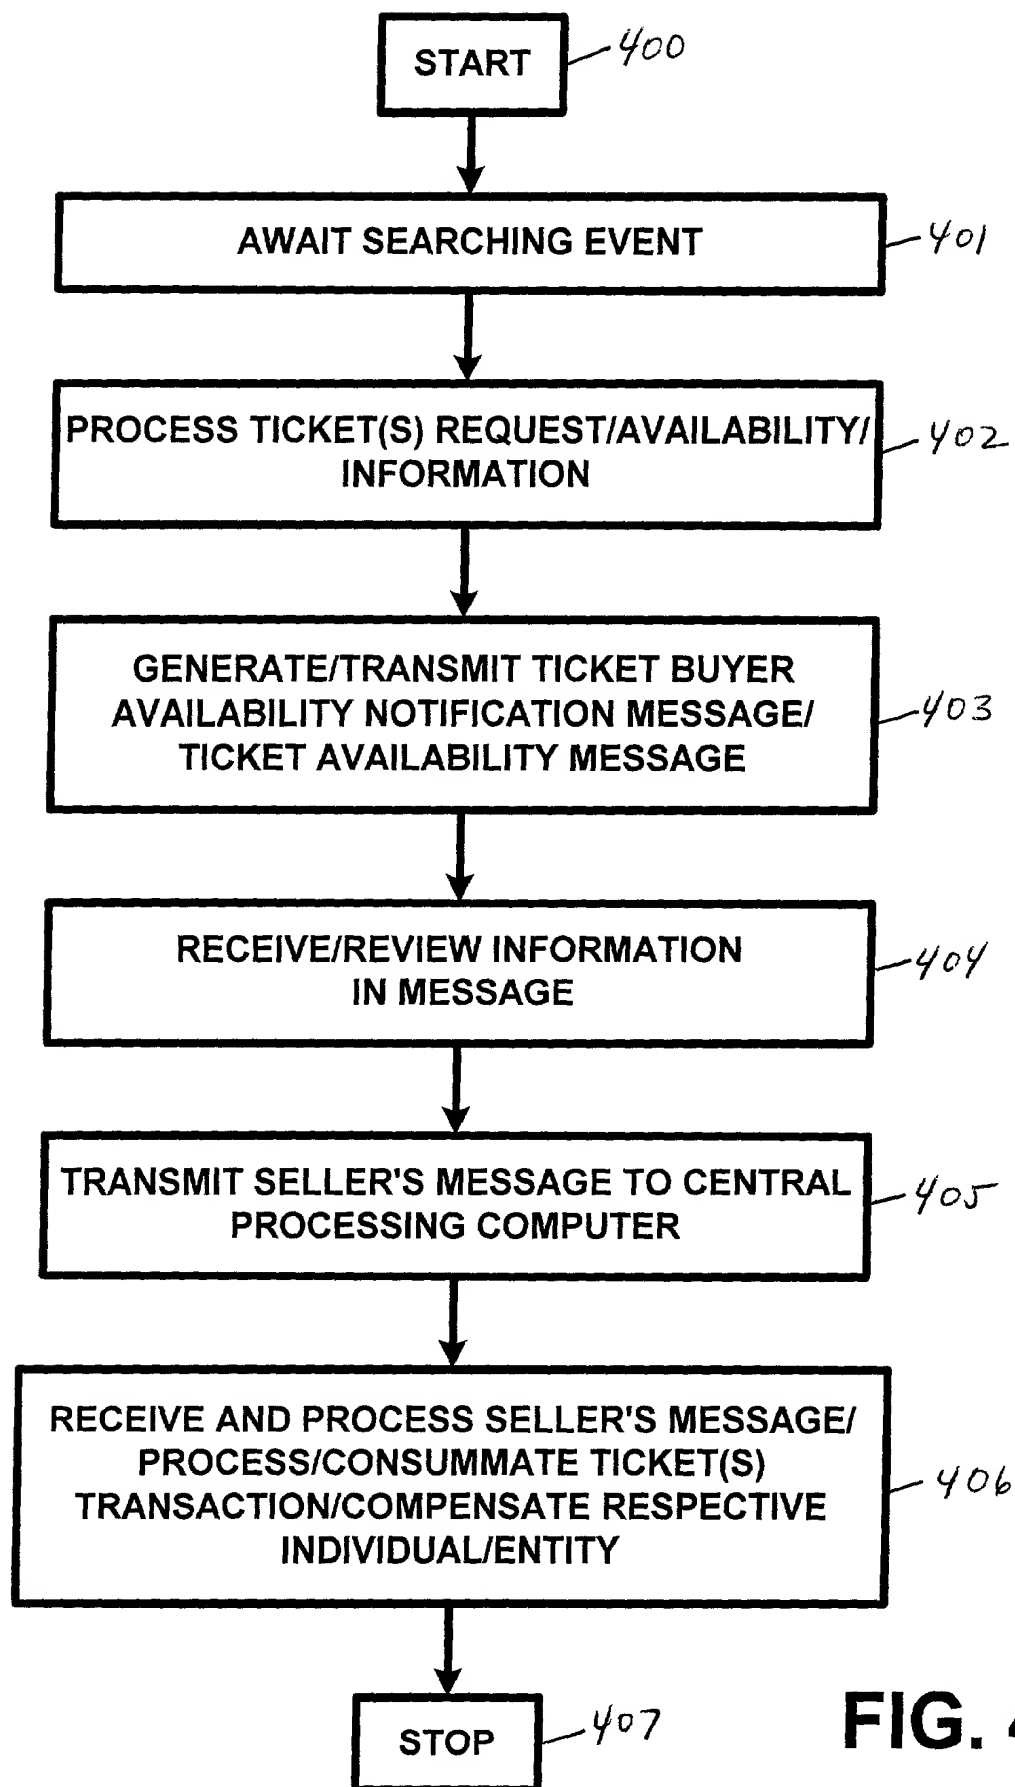 START
400
AWAIT SEARCHING EVENT
401
PROCESS TICKET(S) REQUEST/AVAILABILITY/
INFORMATION
402
GENERATE/TRANSMIT TICKET BUYER
AVAILABILITY NOTIFICATION MESSAGE/
TICKET AVAILABILITY MESSAGE
403
RECEIVE/REVIEW INFORMATION
IN MESSAGE
404
TRANSMIT SELLER'S MESSAGE TO CENTRAL
PROCESSING COMPUTER
405
RECEIVE AND PROCESS SELLER'S MESSAGE/
PROCESS/CONSUMMATE TICKET(S)
TRANSACTION/COMPENSATE RESPECTIVE
INDIVIDUAL/ENTITY
406
STOP
407
FIG. 4